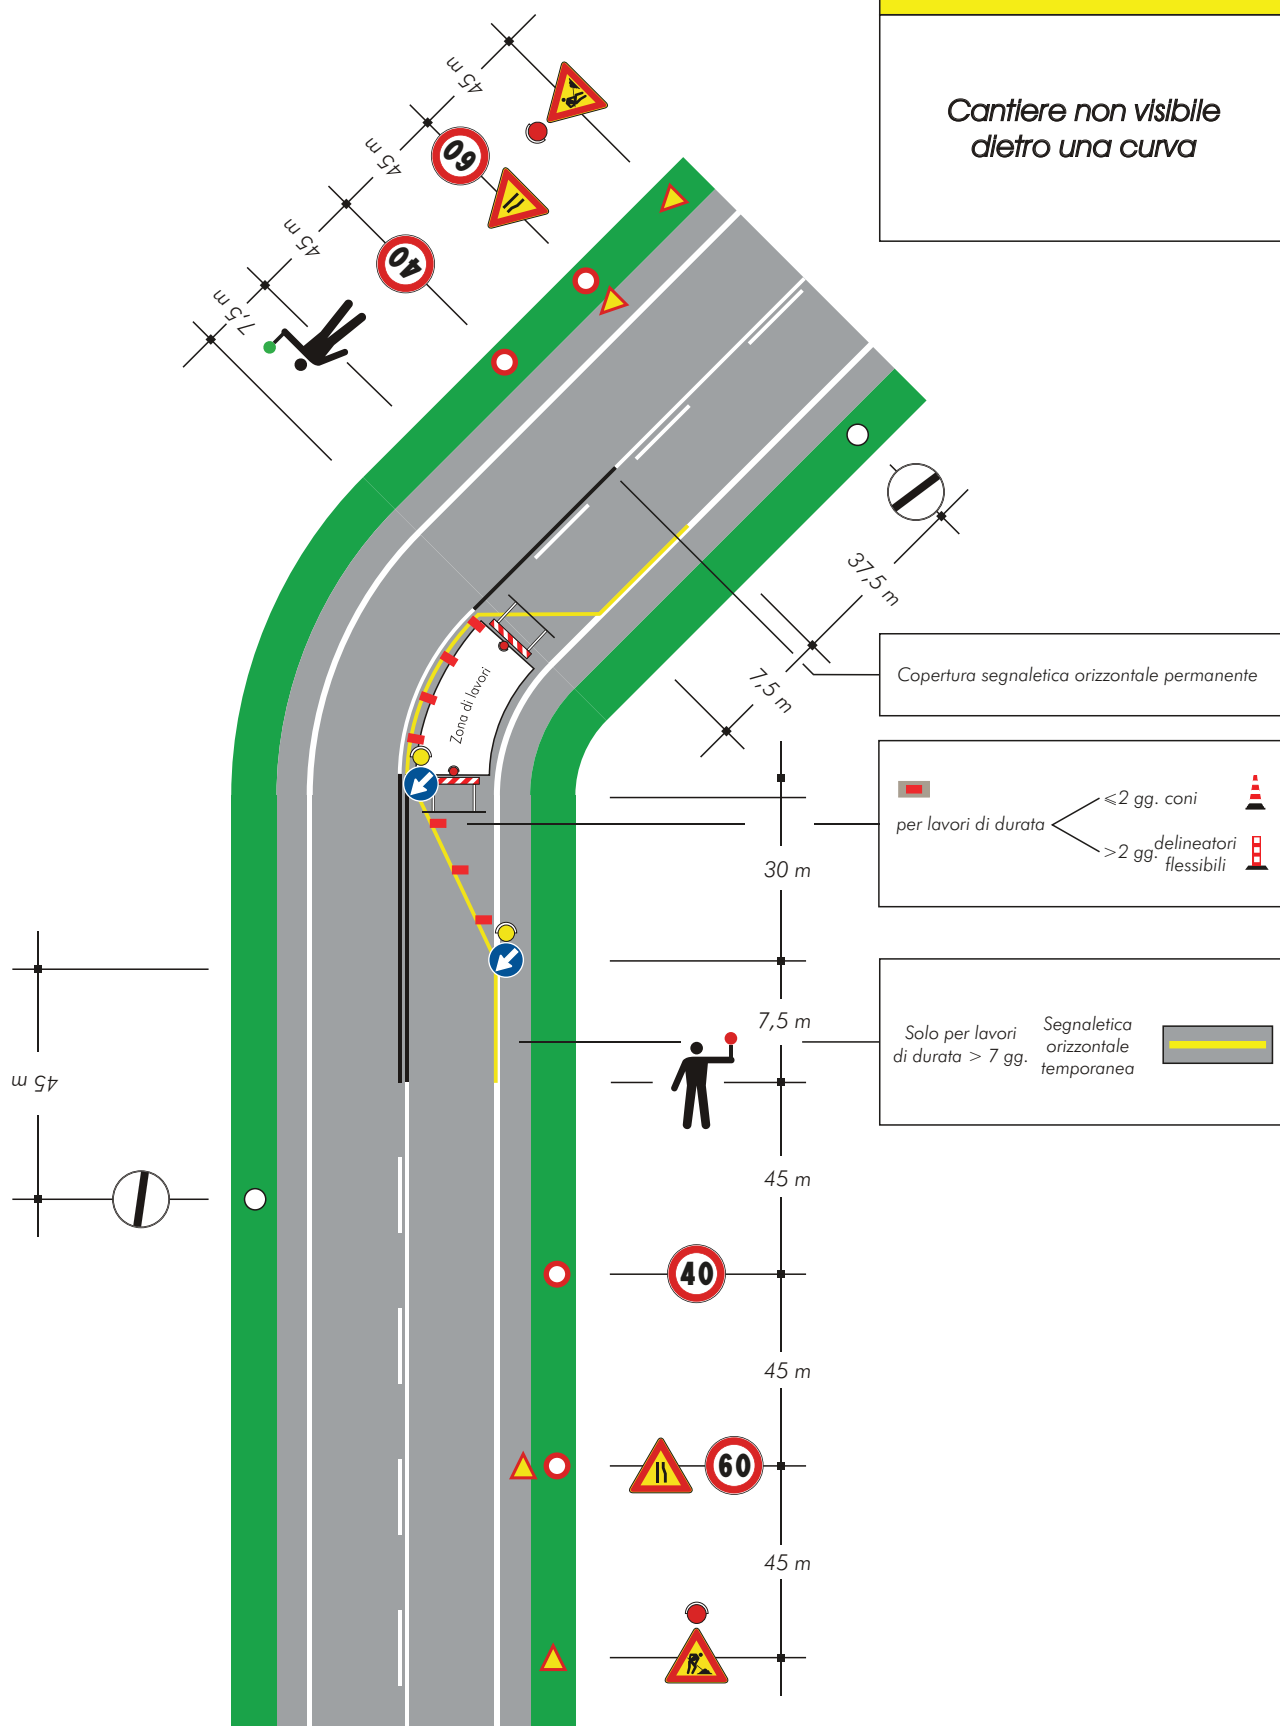 Cantiere non visibile
dietro una curva
45 m
45 m
45 m
7,5 m
60
40
37,5 m
7,5 m
Copertura segnaletica orizzontale permanente
Zona di lavori
per lavori di durata
⩽2 gg. coni
>2 gg. delineatori
flessibili
30 m
7,5 m
Solo per lavori
di durata > 7 gg.
Segnaletica
orizzontale
temporanea
45 m
45 m
40
45 m
60
45 m